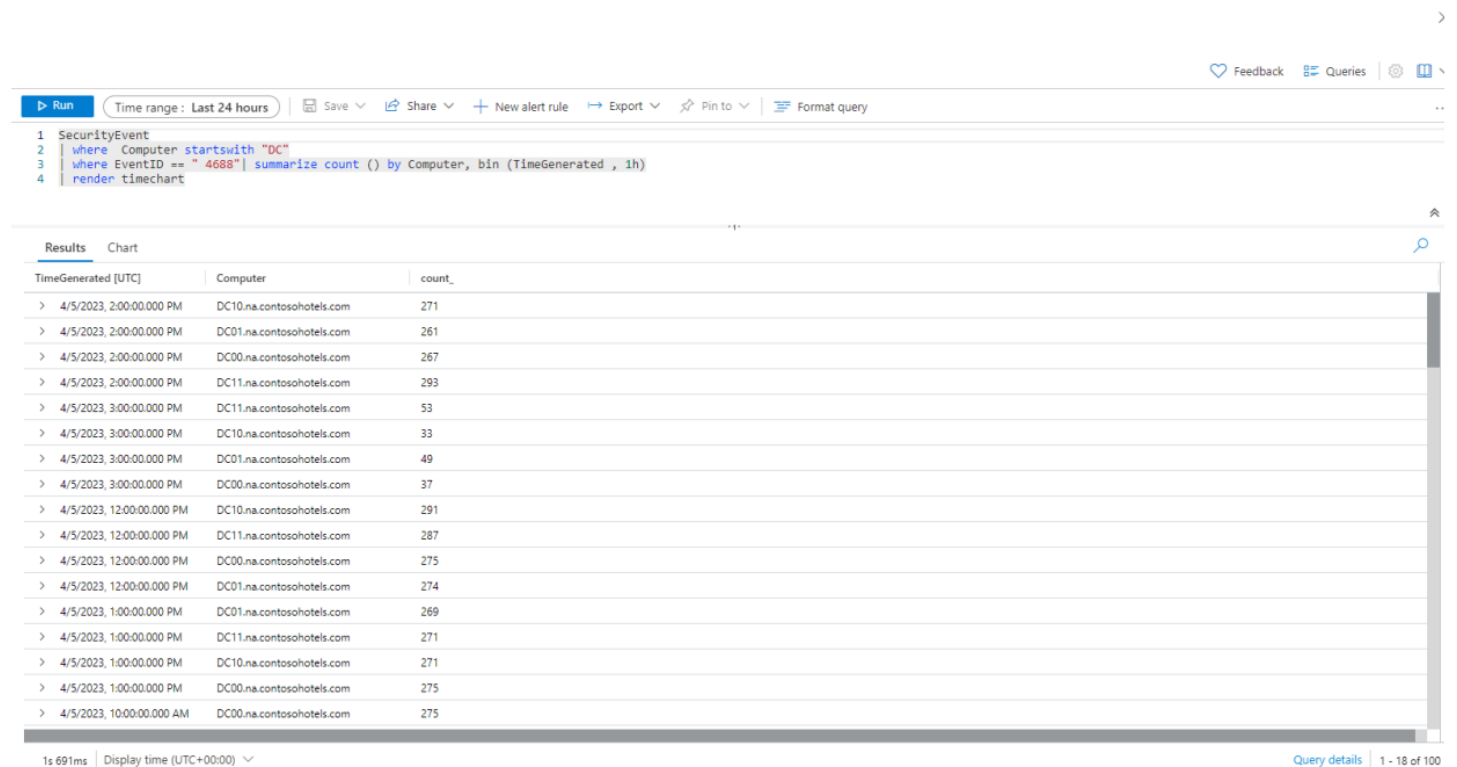 Feedback Queries
Run Time range : Last 24 hours Save Share New alert rule Export Pin to Format query
1 SecurityEvent
2 | where Computer startswith "DC"
3 | where EventID == " 4688"| summarize count () by Computer, bin (TimeGenerated , 1h)
4 | render timechart
Results Chart
TimeGenerated [UTC] Computer count_
4/5/2023, 2:00:00.000 PM DC10.na.contosohotels.com 271
4/5/2023, 2:00:00.000 PM DC01.na.contosohotels.com 261
4/5/2023, 2:00:00.000 PM DC00.na.contosohotels.com 267
4/5/2023, 2:00:00.000 PM DC11.na.contosohotels.com 293
4/5/2023, 3:00:00.000 PM DC11.na.contosohotels.com 53
4/5/2023, 3:00:00.000 PM DC10.na.contosohotels.com 33
4/5/2023, 3:00:00.000 PM DC01.na.contosohotels.com 49
4/5/2023, 3:00:00.000 PM DC00.na.contosohotels.com 37
4/5/2023, 12:00:00.000 PM DC10.na.contosohotels.com 291
4/5/2023, 12:00:00.000 PM DC11.na.contosohotels.com 287
4/5/2023, 12:00:00.000 PM DC00.na.contosohotels.com 275
4/5/2023, 12:00:00.000 PM DC01.na.contosohotels.com 274
4/5/2023, 1:00:00.000 PM DC01.na.contosohotels.com 269
4/5/2023, 1:00:00.000 PM DC11.na.contosohotels.com 271
4/5/2023, 1:00:00.000 PM DC10.na.contosohotels.com 271
4/5/2023, 1:00:00.000 PM DC00.na.contosohotels.com 275
4/5/2023, 10:00:00.000 AM DC00.na.contosohotels.com 275
1s 691ms Display time (UTC+00:00) Query details 1 - 18 of 100